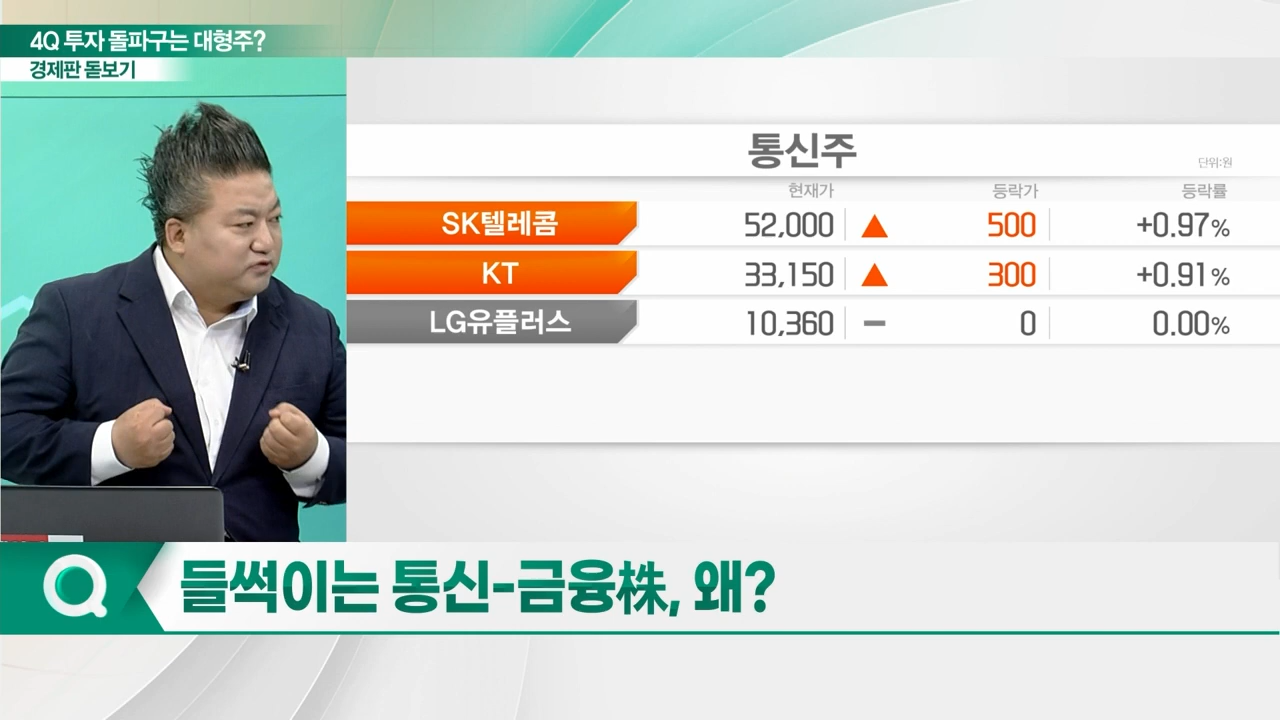 4Q 투자 돌파구는 대형주?
경제판 돋보기
통신주
단위:원
현재가 등락가 등락률
SK텔레콤 52,000 ▲ 500 +0.97%
KT 33,150 ▲ 300 +0.91%
LG유플러스 10,360 - 0 0.00%
Q 들썩이는 통신-금융株, 왜?